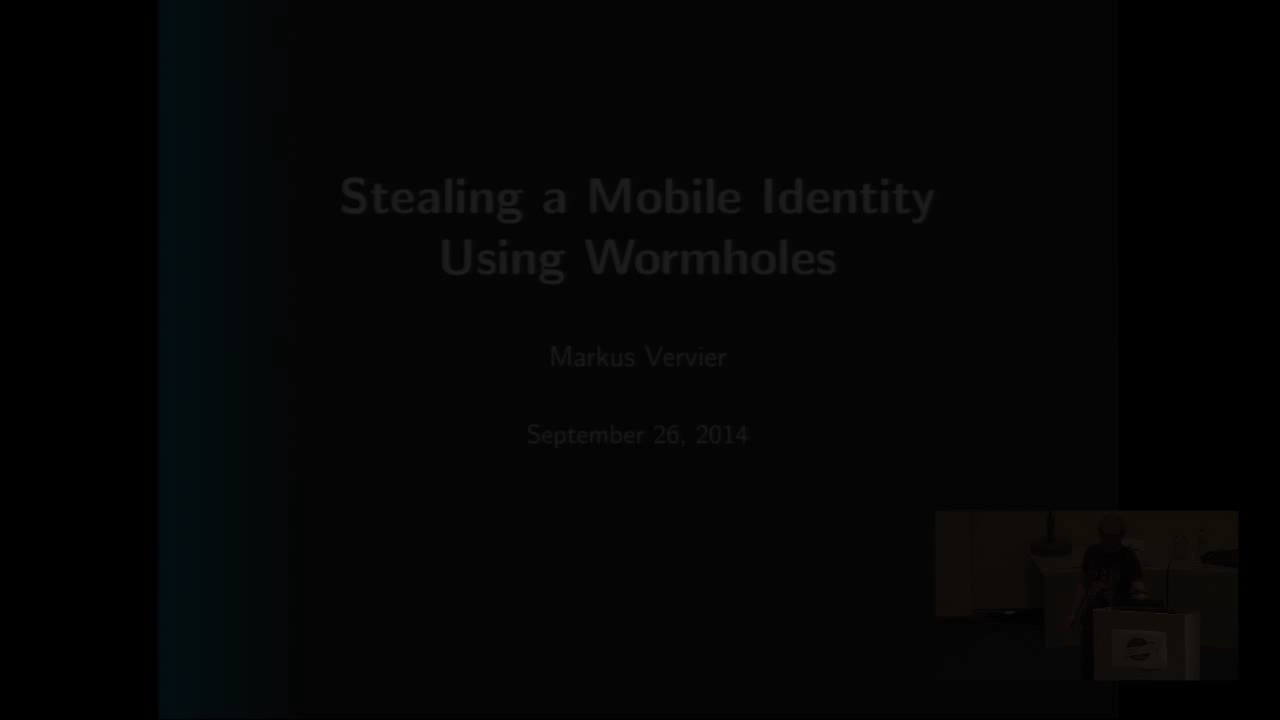 Stealing a Mobile Identity
Using Wormholes
Markus Vervier
September 26, 2014